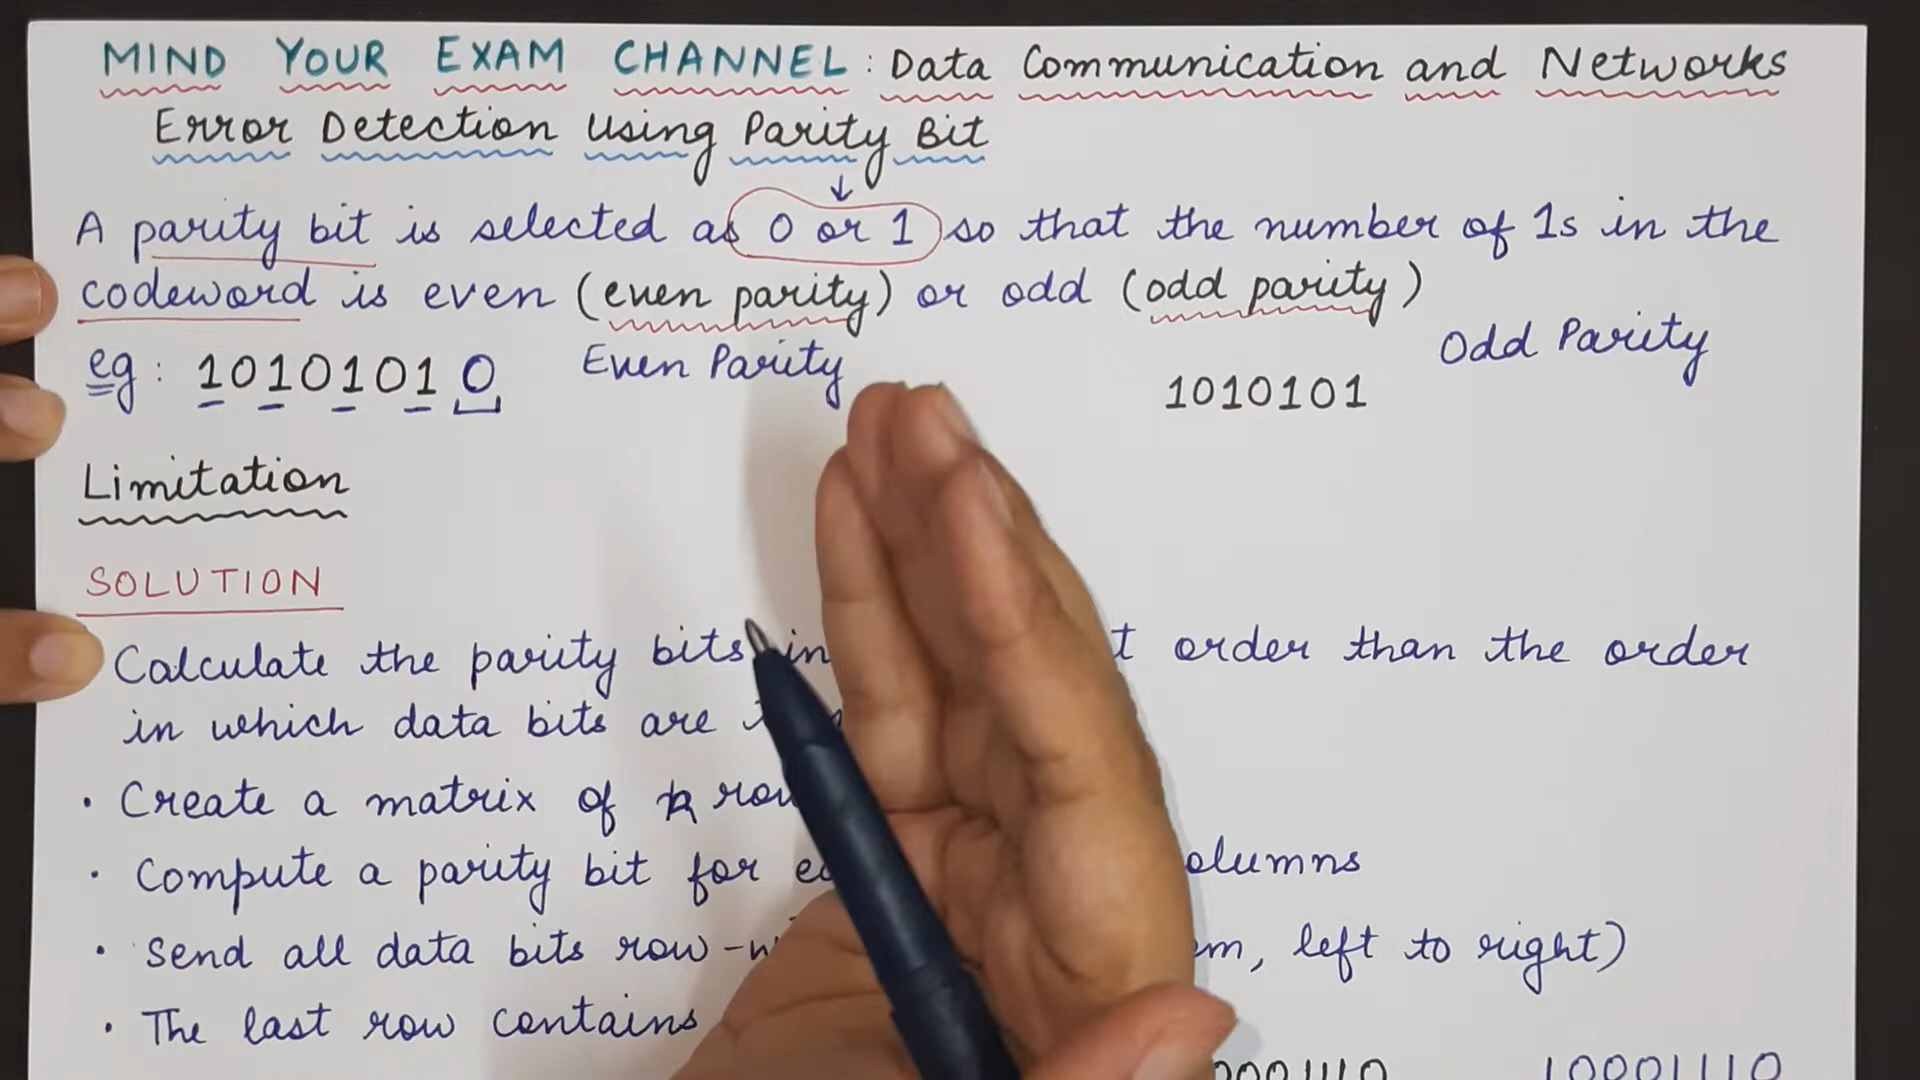 MIND YOUR EXAM CHANNEL : Data Communication and Networks
Error Detection Using Parity Bit
A parity bit is selected as 0 or 1 so that the number of 1s in the
codeword is even (even parity) or odd (odd parity)
eg : 1010101 0 Even Parity 1010101 Odd Parity
Limitation
SOLUTION
Calculate the parity bits in order than the order
in which data bits are
• Create a matrix of
• Compute a parity bit for
• Send all data bits left to right)
• The last row contains
10001110